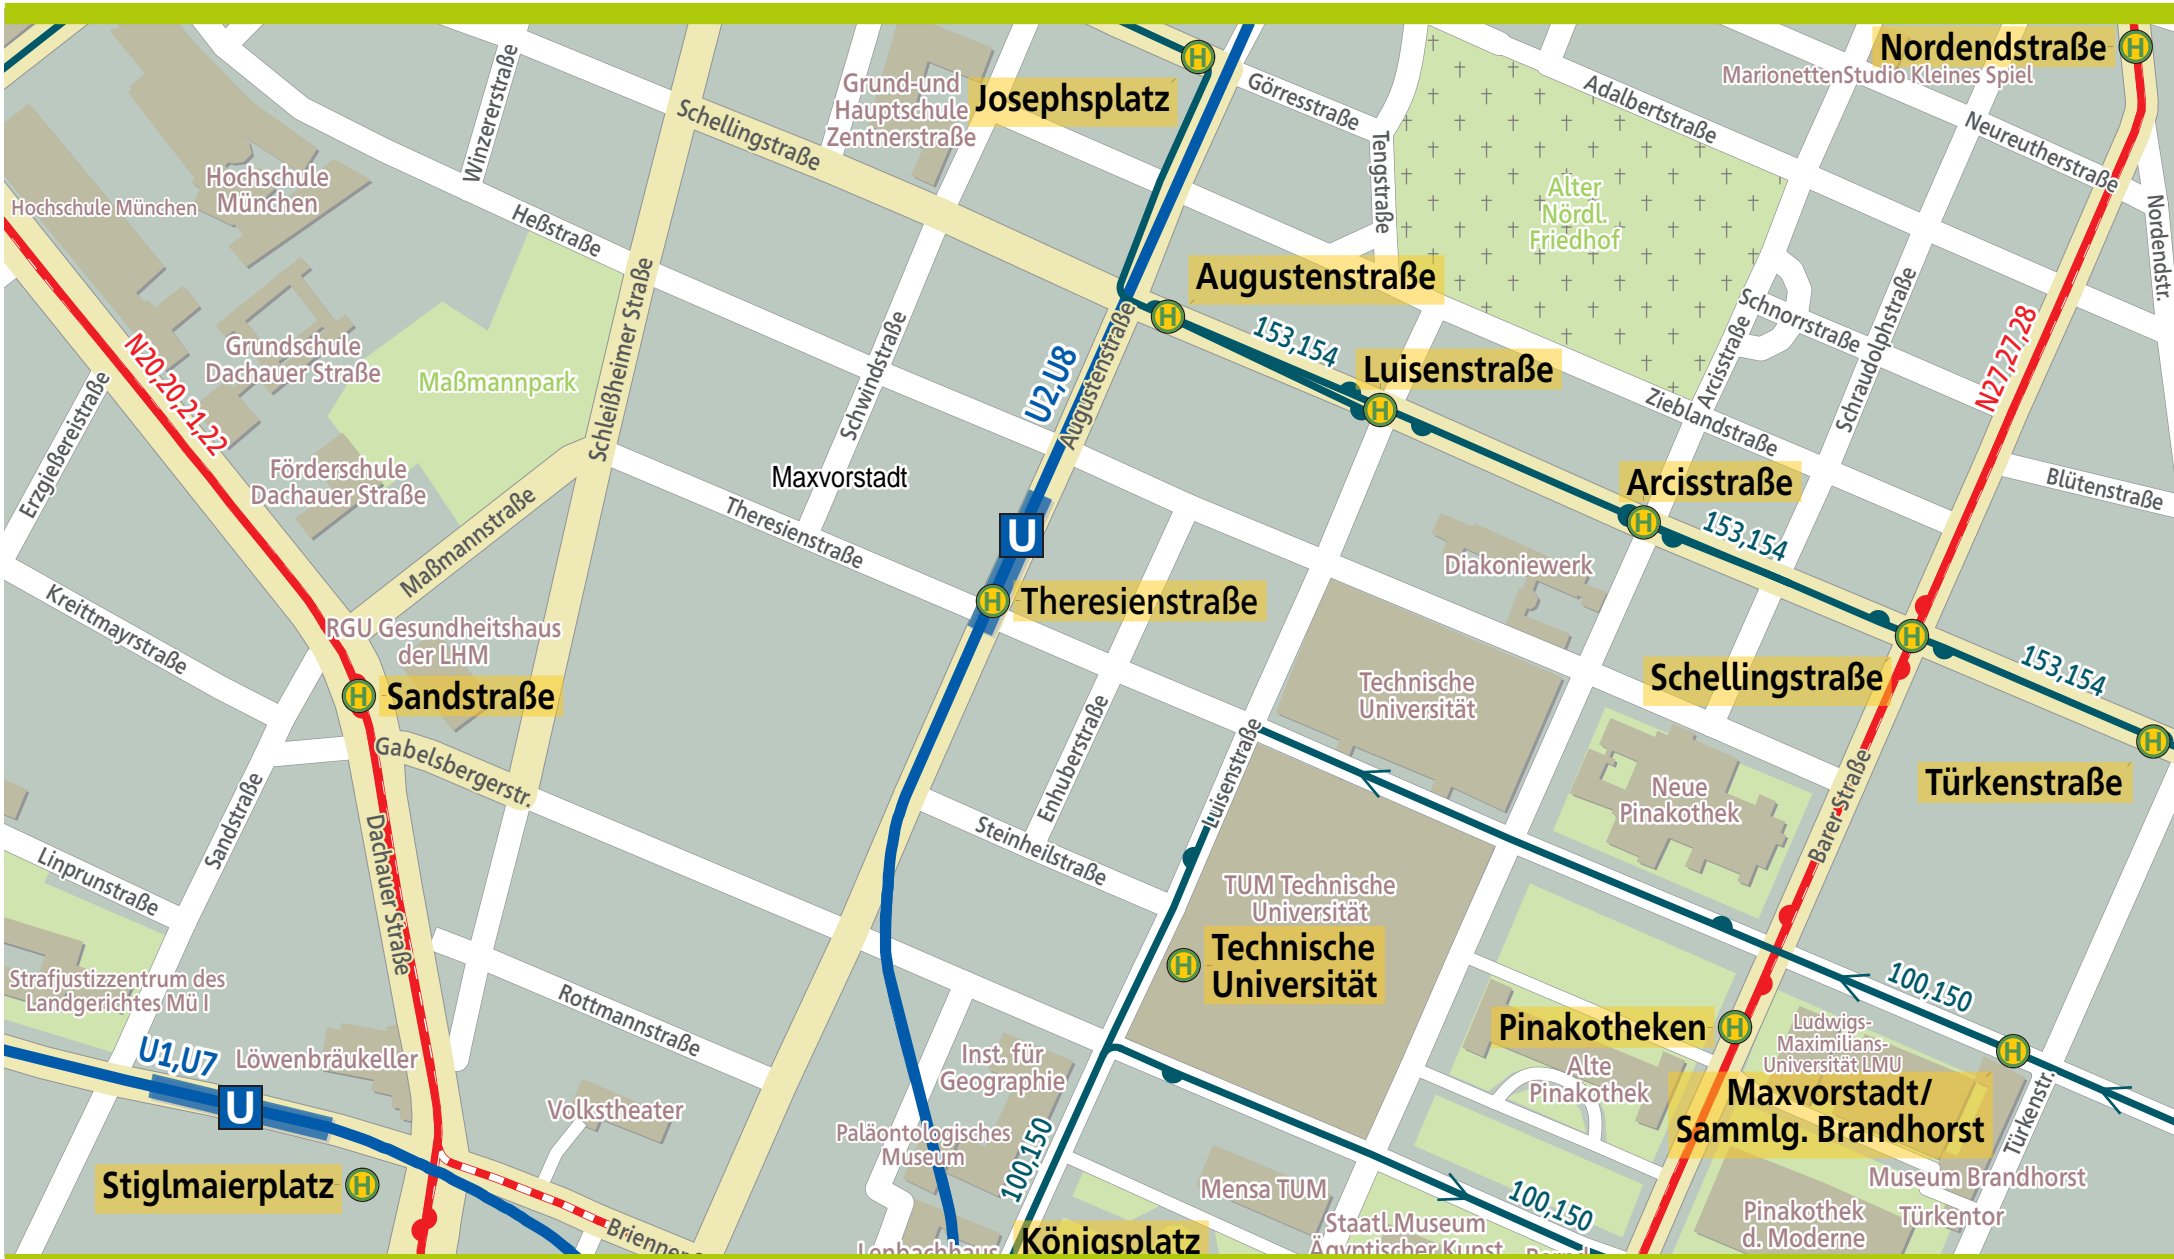 Nordendstraße
H
MarionettenStudio Kleines Spiel
H
Josephsplatz
Grund-und
Hauptschule
Zentnerstraße
Görresstraße
Adalbertstraße
Neureutherstraße
Winzererstraße
Schellingstraße
Tengstraße
Hochschule
München
Hochschule München
Heßstraße
Alter
Nördl.
Friedhof
Nordendstr.
Augustenstraße
H
153,154
Schnorrstraße
Schraudolphstraße
Arcisstraße
N27,27,28
Schleißheimer Straße
Grundschule
Dachauer Straße
N20,20,21,22
Maßmannpark
Schwindstraße
U2,U8
Augustenstraße
Luisenstraße
H
Zieblandstraße
Erzgießereistraße
Förderschule
Dachauer Straße
Maxvorstadt
Arcisstraße
H
153,154
Blütenstraße
Maßmannstraße
Theresienstraße
U
Diakoniewerk
H
Theresienstraße
Kreittmayrstraße
RGU Gesundheitshaus
der LHM
H
Sandstraße
H
Schellingstraße
153,154
Technische
Universität
H
Türkenstraße
Gabelsbergerstr.
Enhuberstraße
Luisenstraße
Neue
Pinakothek
Barer Straße
Sandstraße
Dachauer Straße
Steinheilstraße
Linprunstraße
TUM Technische
Universität
H
Technische
Universität
Strafjustizzentrum des
Landgerichtes Mü I
Rottmannstraße
100,150
Pinakotheken
H
Ludwigs-
Maximilians-
Universität LMU
H
U1,U7
Löwenbräukeller
U
Inst. für
Geographie
Alte
Pinakothek
Maxvorstadt/
Sammlg. Brandhorst
Türkenstr.
Volkstheater
Paläontologisches
Museum
100,150
Stiglmaierplatz
H
Mensa TUM
100,150
Museum Brandhorst
Türkentor
Pinakothek
d. Moderne
Staatl.Museum
Ägyptischer Kunst
Königsplatz
Lenbachhaus
Brienner